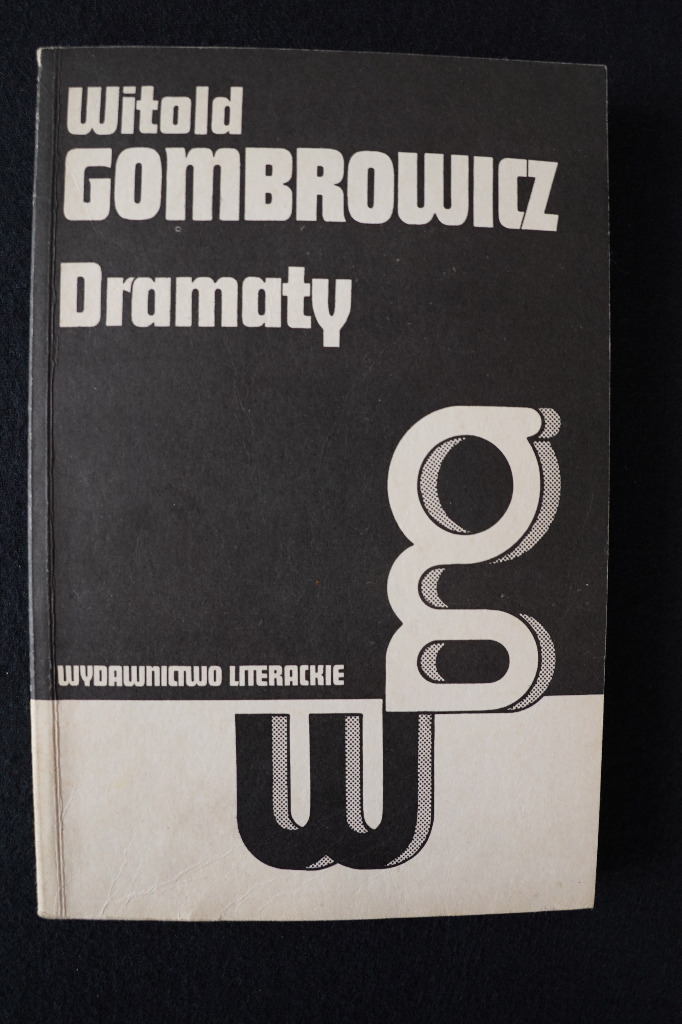 Witold
GOMBROWICZ
Dramaty
g
WYDAWNICTWO LITERACKIE
w